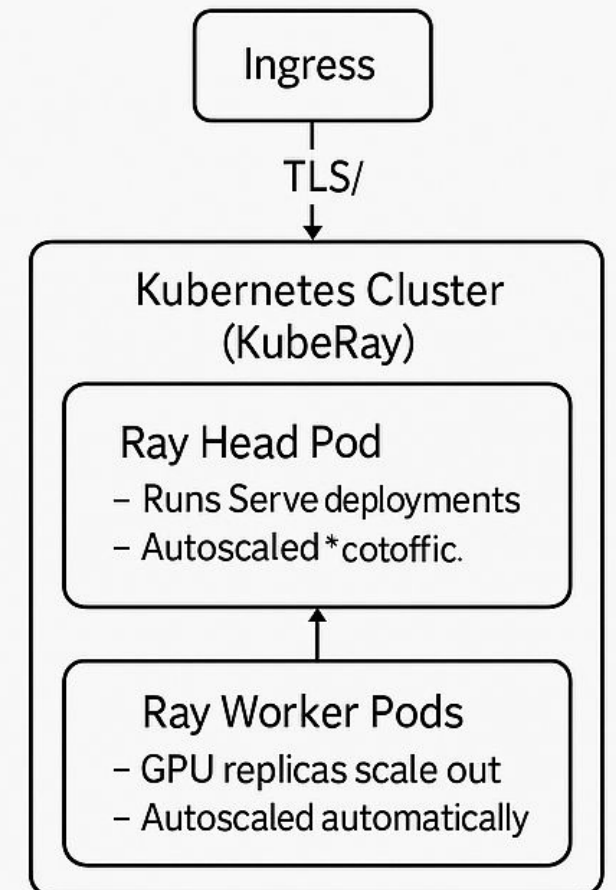 Ingress
TLS/
Kubernetes Cluster
(KubeRay)
Ray Head Pod
– Runs Serve deployments
– Autoscaled *cotoffic.
Ray Worker Pods
– GPU replicas scale out
– Autoscaled automatically